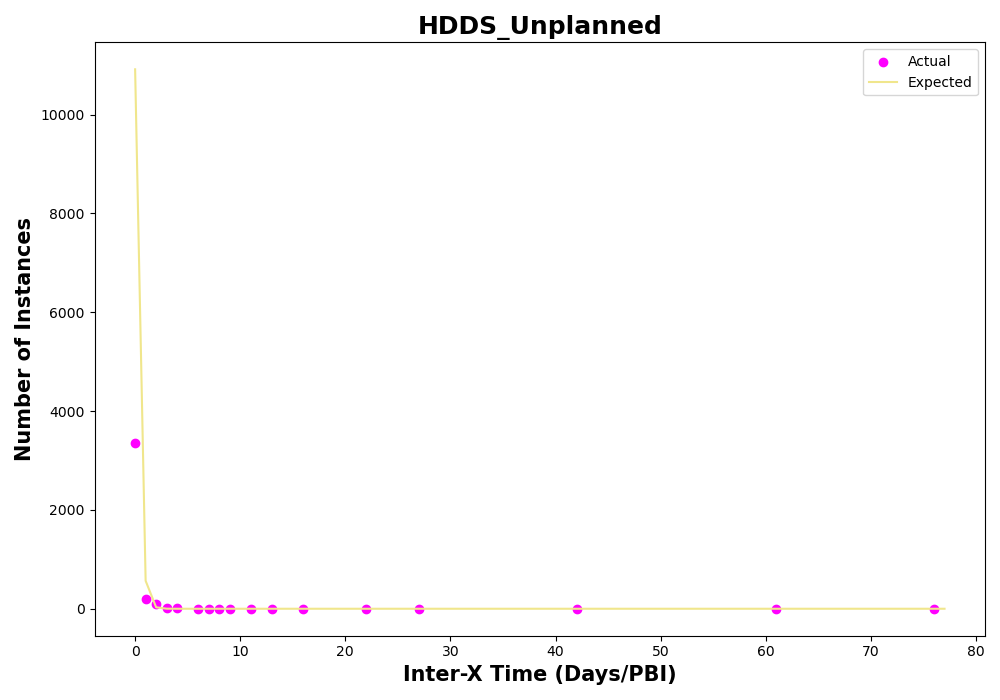 HDDS_Unplanned
Actual
Expected
Number of Instances
10000
8000
6000
4000
2000
0
0 10 20 30 40 50 60 70 80
Inter-X Time (Days/PBI)